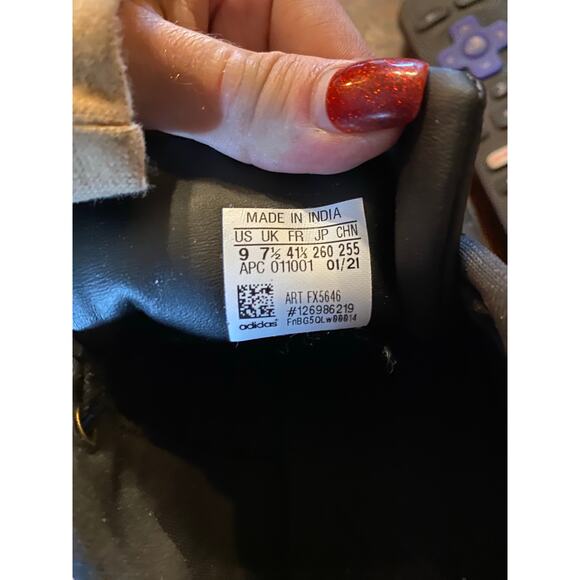 MADE IN INDIA
US UK FR JP CHN
9 7½ 41⅓ 260 255
APC 011001 01/21
ART FX5646
#126986219
adidas